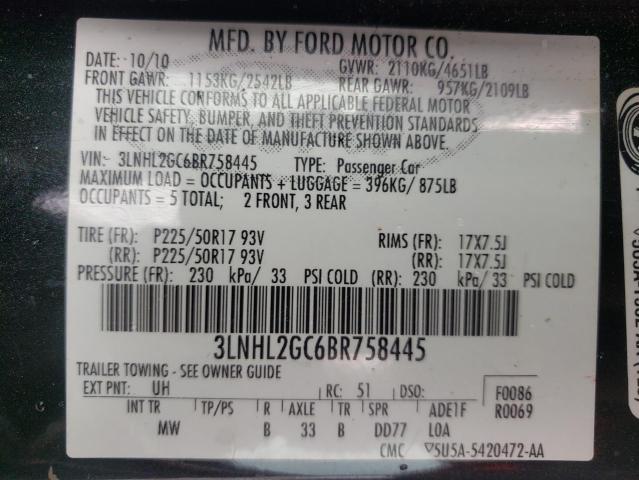 MFD. BY FORD MOTOR CO.
DATE: 10/10 GVWR: 2110KG/4651LB
FRONT GAWR: 1153KG/2542LB REAR GAWR: 957KG/2109LB
THIS VEHICLE CONFORMS TO ALL APPLICABLE FEDERAL MOTOR
VEHICLE SAFETY, BUMPER, AND THEFT PREVENTION STANDARDS
IN EFFECT ON THE DATE OF MANUFACTURE SHOWN ABOVE.
VIN: 3LNHL2GC6BR758445 TYPE: Passenger Car
MAXIMUM LOAD = OCCUPANTS + LUGGAGE = 396KG/ 875LB
OCCUPANTS = 5 TOTAL: 2 FRONT, 3 REAR
TIRE (FR): P225/50R17 93V RIMS (FR): 17X7.5J
(RR): P225/50R17 93V (RR): 17X7.5J
PRESSURE (FR): 230 kPa/ 33 PSI COLD (RR): 230 kPa/ 33 PSI COLD
3LNHL2GC6BR758445
TRAILER TOWING - SEE OWNER GUIDE
EXT PNT: UH RC: 51 DSO: F0086
INT TR TP/PS R AXLE TR SPR ADE1F R0069
MW B 33 B DD77 LOA
CMC 5U5A-5420472-AA